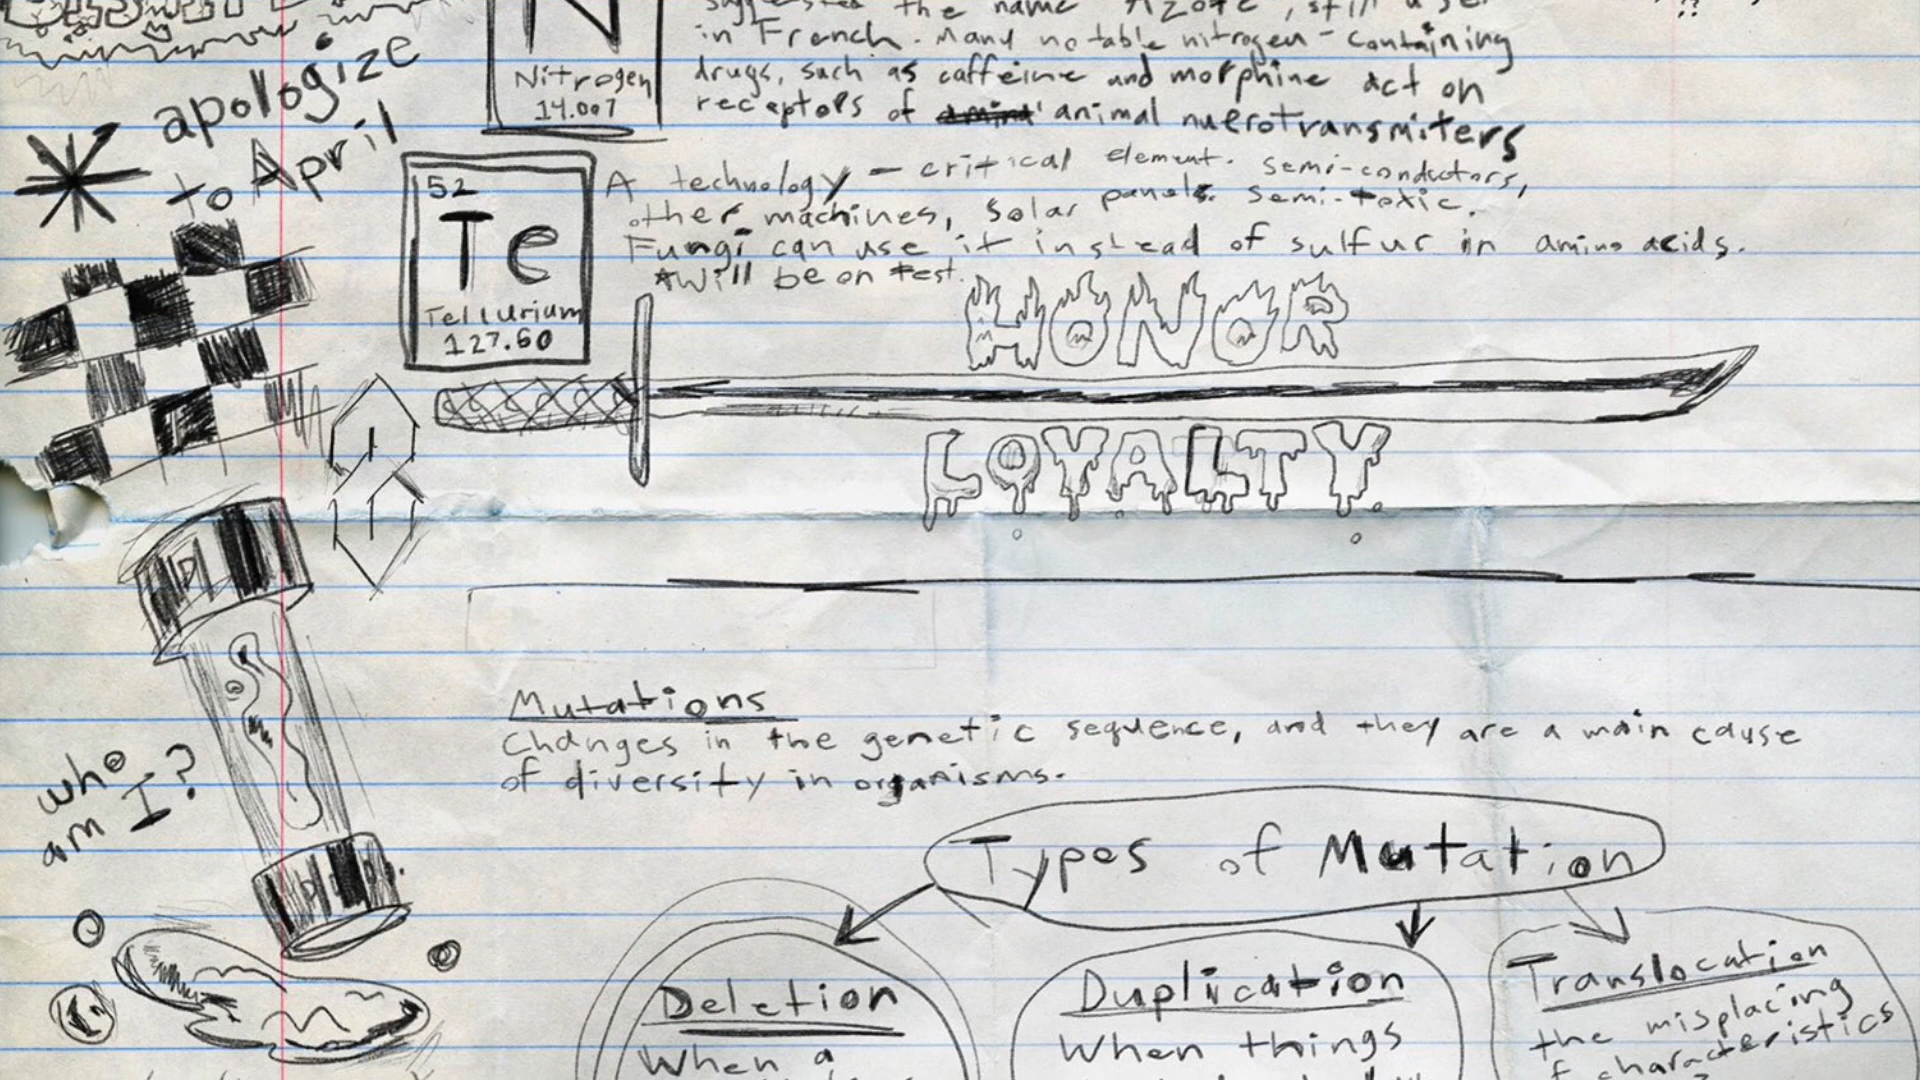 apologize
to April
N
Nitrogen
14.007
the name Azote, still use
in French. Many notable nitrogen-containing
drugs, such as caffeine and morphine act on
receptors of animal nuerotransmiters
52
Te
Tellurium
127.60
A technology-critical element. Semi-conductors,
other machines, solar panels. Semi-toxic.
Fungi can use it instead of sulfur in amino acids.
*Will be on test.
HONOR
LOYALTY
Mutations
Changes in the genetic sequence, and they are a main cause
of diversity in organisms.
who
am I?
Types of Mutation
Deletion
When a
Duplication
When things
Translocation
the misplacing
of characteristics